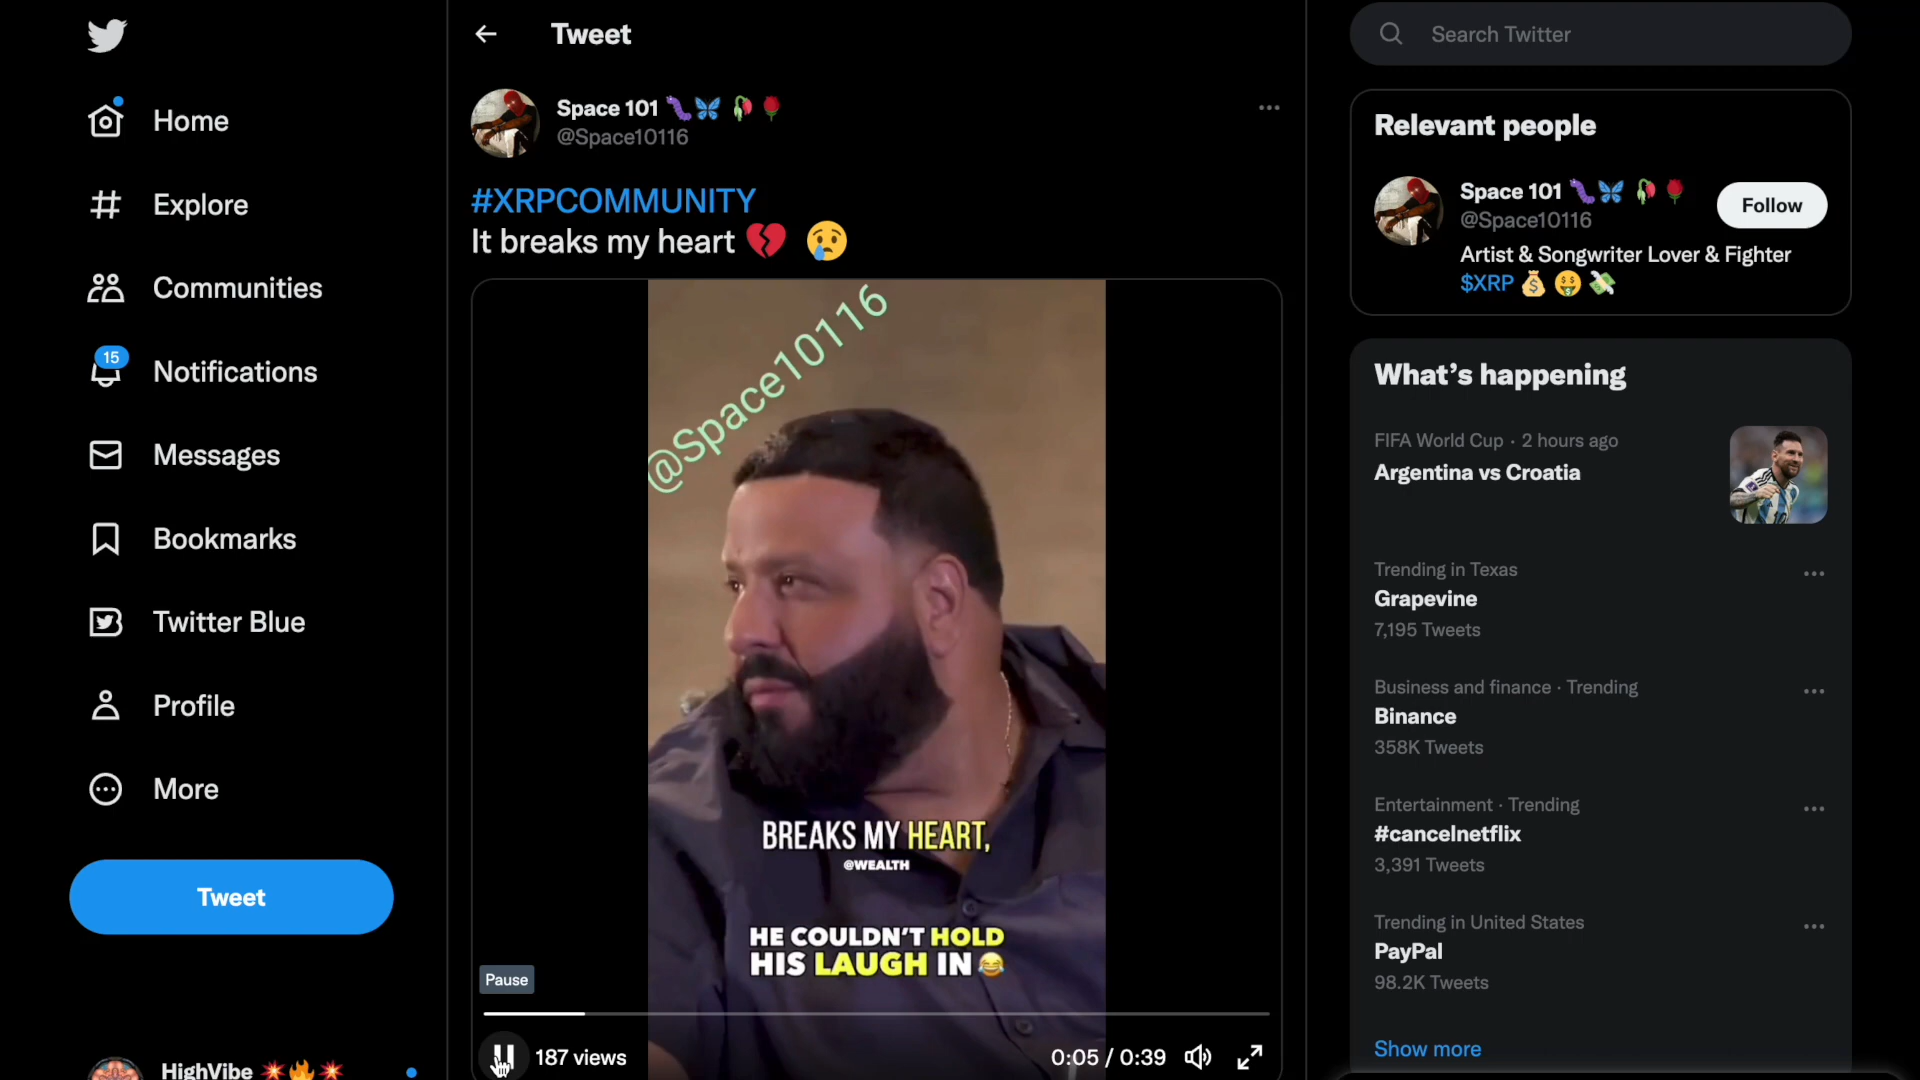 Home
Explore
Communities
15
Notifications
Messages
Bookmarks
Twitter Blue
Profile
More
Tweet
HighVibe 💥🔥💥
Tweet
Space 101 🐛🦋 🥀🌹
@Space10116
#XRPCOMMUNITY
It breaks my heart 💔 😢
@Space10116
BREAKS MY HEART,
@WEALTH
HE COULDN'T HOLD
HIS LAUGH IN 😂
Pause
187 views
0:05 / 0:39
Search Twitter
Relevant people
Space 101 🐛🦋 🥀🌹
@Space10116
Follow
Artist & Songwriter Lover & Fighter
$XRP 💰 🤑 💸
What's happening
FIFA World Cup · 2 hours ago
Argentina vs Croatia
Trending in Texas
Grapevine
7,195 Tweets
Business and finance · Trending
Binance
358K Tweets
Entertainment · Trending
#cancelnetflix
3,391 Tweets
Trending in United States
PayPal
98.2K Tweets
Show more